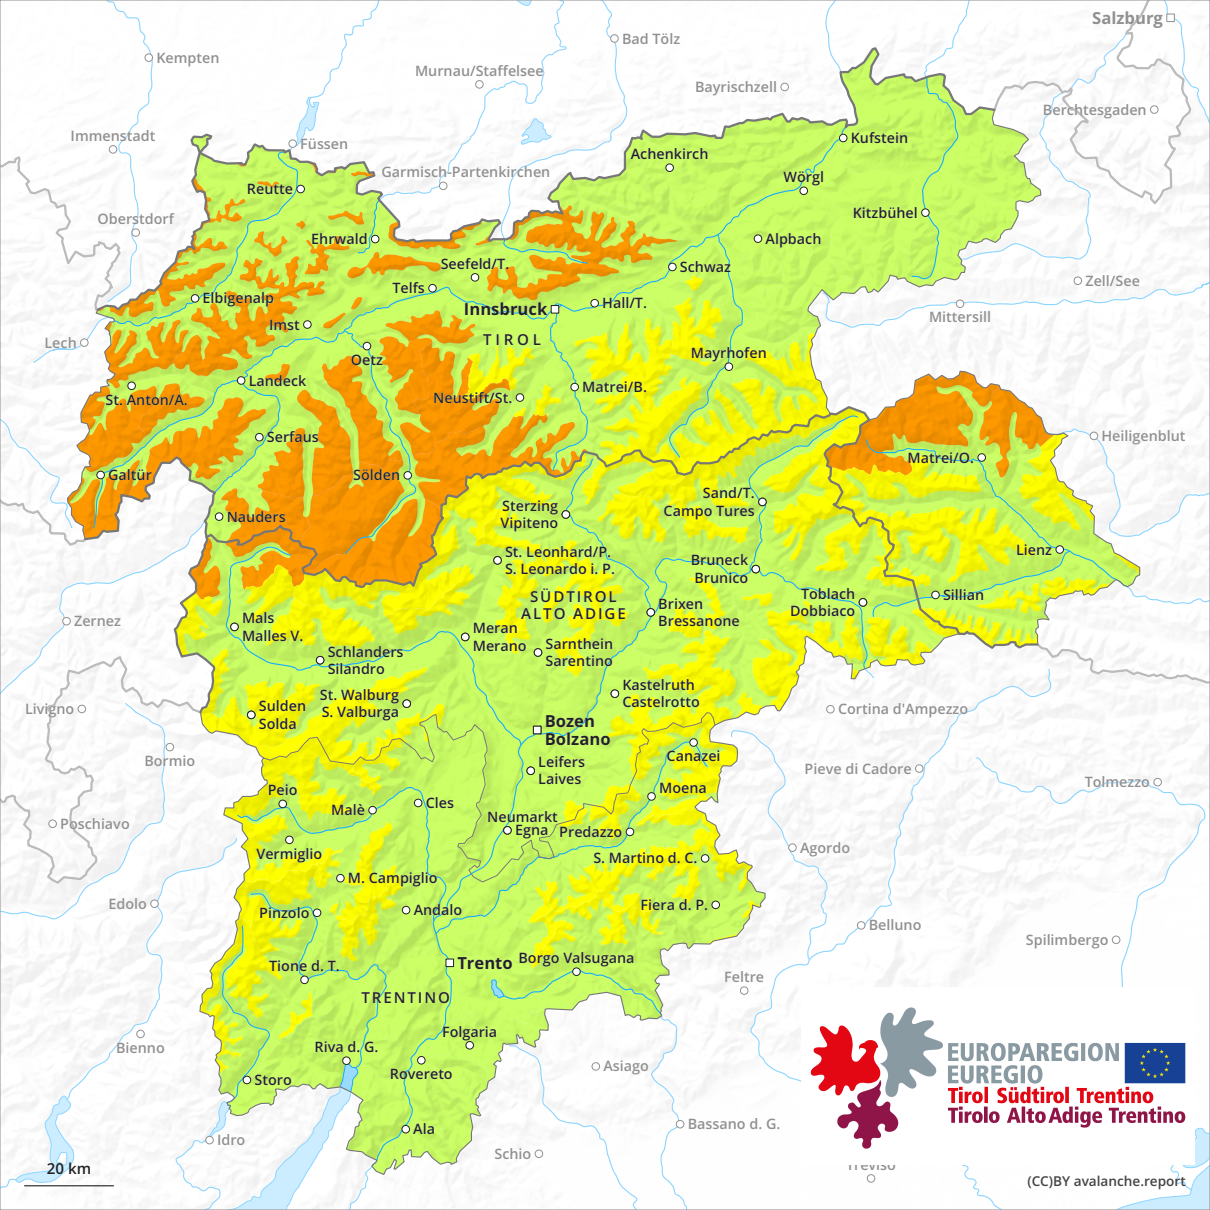 Salzburg
Bad Tölz
Kempten
Murnau/Staffelsee
Bayrischzell
Berchtesgaden
Immenstadt
Füssen
Kufstein
Achenkirch
Garmisch-Partenkirchen
Wörgl
Reutte
Oberstdorf
Kitzbühel
Ehrwald
Alpbach
Seefeld/T.
Schwaz
Zell/See
Telfs
Elbigenalp
Innsbruck
Hall/T.
Mittersill
Imst
TIROL
Lech
Oetz
Mayrhofen
Landeck
Matrei/B.
St. Anton/A.
Neustift/St.
Serfaus
Heiligenblut
Matrei/O.
Galtür
Sölden
Sand/T.
Campo Tures
Sterzing
Vipiteno
Nauders
St. Leonhard/P.
S. Leonardo i. P.
Bruneck
Brunico
Lienz
SÜDTIROL
ALTO ADIGE
Toblach
Dobbiaco
Sillian
Brixen
Bressanone
Zernez
Mals
Malles V.
Meran
Merano
Sarnthein
Sarentino
Schlanders
Silandro
Kastelruth
Castelrotto
St. Walburg
S. Valburga
Sulden
Solda
Livigno
Cortina d'Ampezzo
Bozen
Bolzano
Bormio
Canazei
Leifers
Laives
Pieve di Cadore
Tolmezzo
Peio
Moena
Malè
Cles
Neumarkt
Egna
Predazzo
Poschiavo
Vermiglio
S. Martino d. C.
Agordo
M. Campiglio
Edolo
Pinzolo
Andalo
Fiera d. P.
Belluno
Spilimbergo
Trento
Borgo Valsugana
Tione d. T.
Feltre
TRENTINO
Bienno
Riva d. G.
Folgaria
Rovereto
Asiago
Storo
EUROPAREGION
EUREGIO
Tirol Südtirol Trentino
Tirolo Alto Adige Trentino
Ala
Bassano d. G.
Idro
Schio
Treviso
20 km
(CC)BY avalanche.report